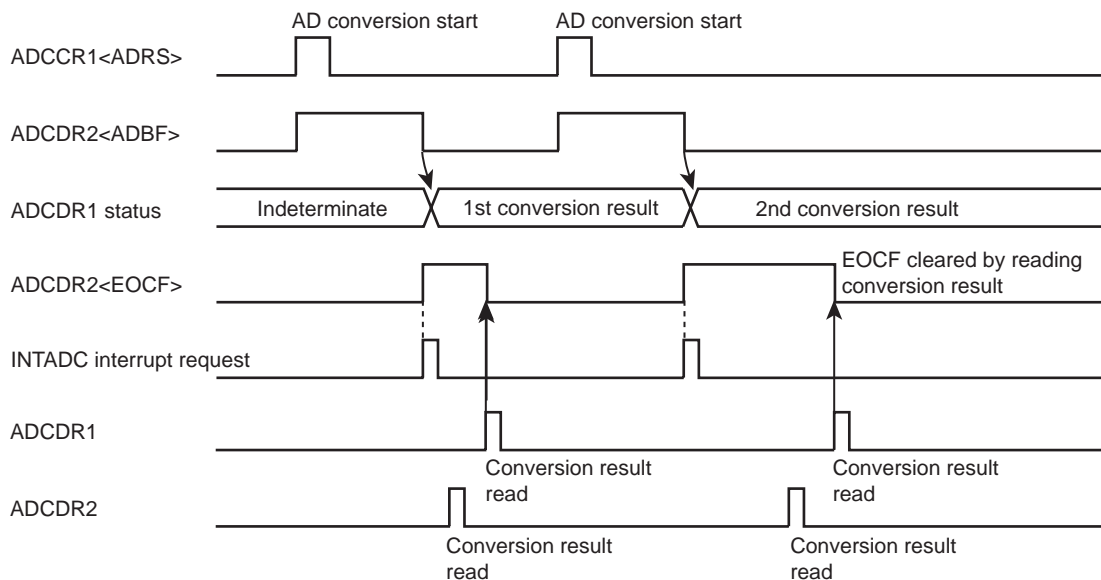 AD conversion start
AD conversion start
ADCCR1<ADRS>
ADCDR2<ADBF>
ADCDR1 status
Indeterminate
1st conversion result
2nd conversion result
ADCDR2<EOCF>
EOCF cleared by reading
conversion result
INTADC interrupt request
ADCDR1
Conversion result
read
Conversion result
read
ADCDR2
Conversion result
read
Conversion result
read